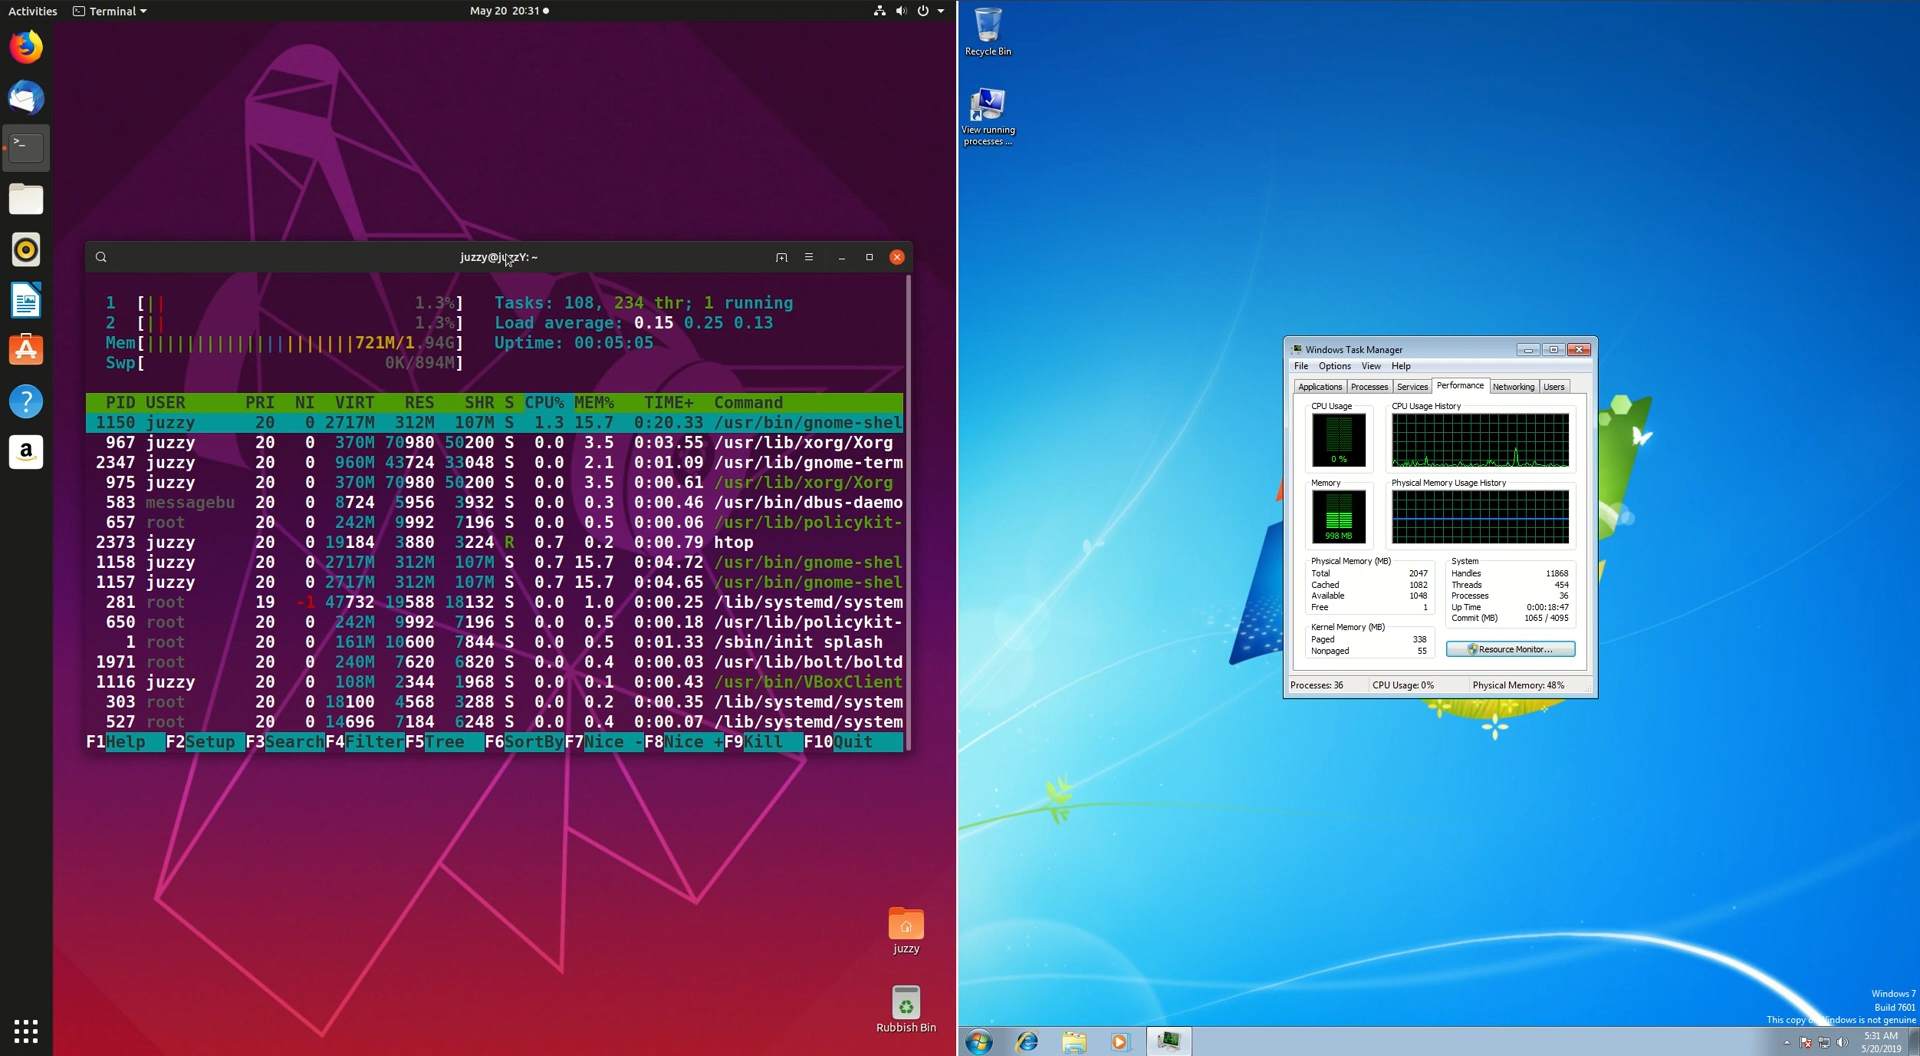 Activities
Terminal
May 20 20:31
juzzy@juzzY: ~
1 [|| 1.3%]
2 [|| 1.3%]
Mem[||||||||||||||||||||||721M/1.94G]
Swp[ 0K/894M]
Tasks: 108, 234 thr; 1 running
Load average: 0.15 0.25 0.13
Uptime: 00:05:05
PID USER PRI NI VIRT RES SHR S CPU% MEM% TIME+ Command
1150 juzzy 20 0 2717M 312M 107M S 1.3 15.7 0:20.33 /usr/bin/gnome-shel
967 juzzy 20 0 370M 70980 50200 S 0.0 3.5 0:03.55 /usr/lib/xorg/Xorg
2347 juzzy 20 0 960M 43724 33048 S 0.0 2.1 0:01.09 /usr/lib/gnome-term
975 juzzy 20 0 370M 70980 50200 S 0.0 3.5 0:00.61 /usr/lib/xorg/Xorg
583 messagebu 20 0 8724 5956 3932 S 0.0 0.3 0:00.46 /usr/bin/dbus-daemo
657 root 20 0 242M 9992 7196 S 0.0 0.5 0:00.06 /usr/lib/policykit-
2373 juzzy 20 0 19184 3880 3224 R 0.7 0.2 0:00.79 htop
1158 juzzy 20 0 2717M 312M 107M S 0.7 15.7 0:04.72 /usr/bin/gnome-shel
1157 juzzy 20 0 2717M 312M 107M S 0.7 15.7 0:04.65 /usr/bin/gnome-shel
281 root 19 -1 47732 19588 18132 S 0.0 1.0 0:00.25 /lib/systemd/system
650 root 20 0 242M 9992 7196 S 0.0 0.5 0:00.18 /usr/lib/policykit-
1 root 20 0 161M 10600 7844 S 0.0 0.5 0:01.33 /sbin/init splash
1971 root 20 0 240M 7620 6820 S 0.0 0.4 0:00.03 /usr/lib/bolt/boltd
1116 juzzy 20 0 108M 2344 1968 S 0.0 0.1 0:00.43 /usr/bin/VBoxClient
303 root 20 0 18100 4568 3288 S 0.0 0.2 0:00.35 /lib/systemd/system
527 root 20 0 14696 7184 6248 S 0.0 0.4 0:00.07 /lib/systemd/system
F1Help F2Setup F3SearchF4FilterF5Tree F6SortByF7Nice -F8Nice +F9Kill F10Quit
juzzy
Rubbish Bin
Recycle Bin
View running
processes ...
Windows Task Manager
File Options View Help
Applications Processes Services Performance Networking Users
CPU Usage
CPU Usage History
0 %
Memory
Physical Memory Usage History
998 MB
Physical Memory (MB)
Total 2047
Cached 1082
Available 1048
Free 1
Kernel Memory (MB)
Paged 338
Nonpaged 55
System
Handles 11868
Threads 454
Processes 36
Up Time 0:00:18:47
Commit (MB) 1065 / 4095
Resource Monitor...
Processes: 36 CPU Usage: 0% Physical Memory: 48%
Windows 7
Build 7601
This copy of Windows is not genuine
5:31 AM
5/20/2019